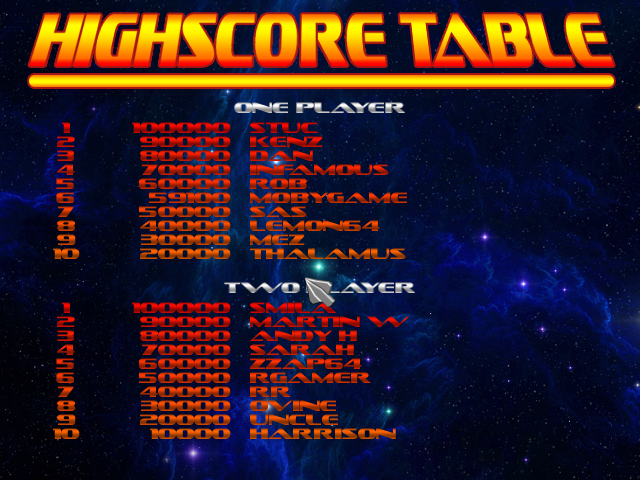 HIGHSCORE TABLE
ONE PLAYER
1 100000 STUC
2 90000 KENZ
3 80000 DAN
4 70000 INFAMOUS
5 60000 ROB
6 59100 MOBYGAME
7 50000 SAS
8 40000 LEMON64
9 30000 MEZ
10 20000 THALAMUS
TWO PLAYER
1 100000 SMILA
2 90000 MARTIN W
3 80000 ANDY H
4 70000 SARAH
5 60000 ZZAP64
6 50000 RGAMER
7 40000 RR
8 30000 OVINE
9 20000 UNCLE
10 10000 HARRISON